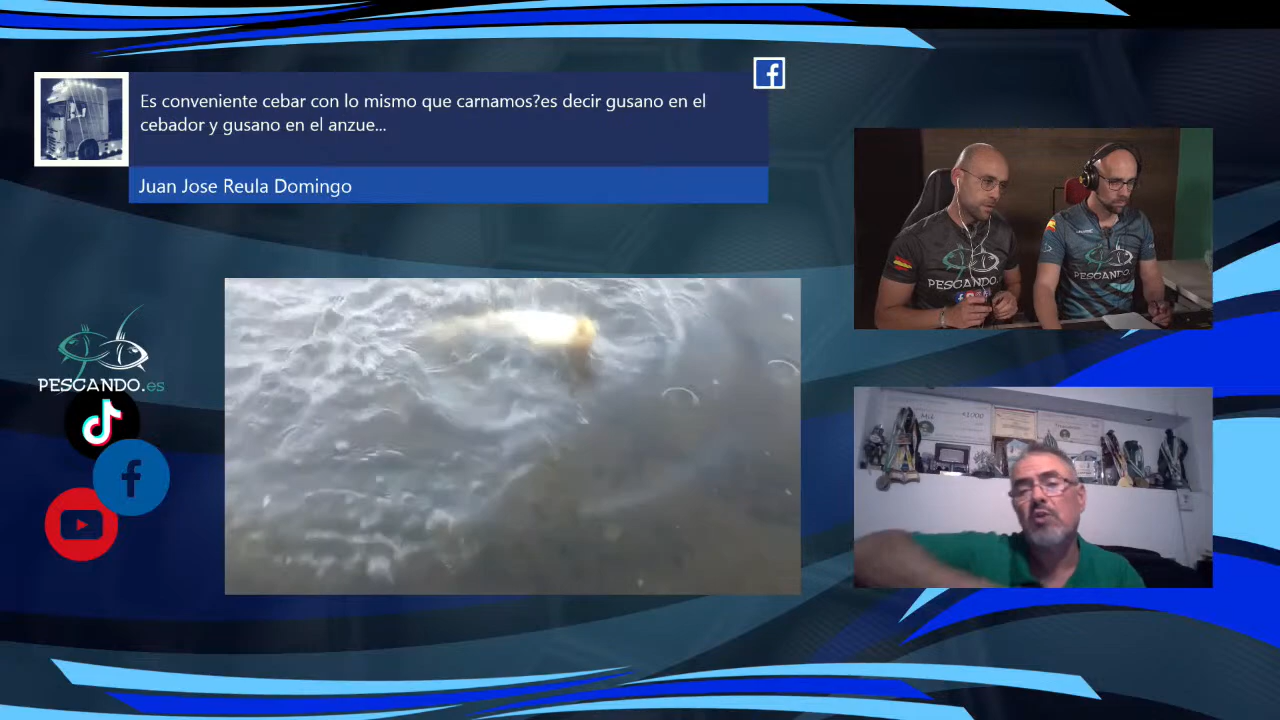 Es conveniente cebar con lo mismo que carnamos?es decir gusano en el
cebador y gusano en el anzue...
Juan Jose Reula Domingo
PESCANDO.es
PESCANDO.
PESCANDO.